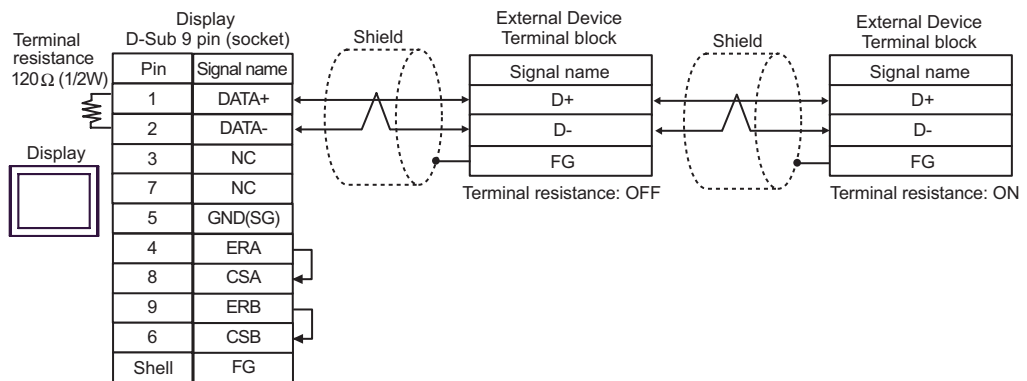 Display
D-Sub 9 pin (socket)
Terminal
resistance
120Ω (1/2W)
Pin Signal name
1 DATA+
2 DATA-
3 NC
7 NC
5 GND(SG)
4 ERA
8 CSA
9 ERB
6 CSB
Shell FG
Display
Shield
External Device
Terminal block
Signal name
D+
D-
FG
Terminal resistance: OFF
Shield
External Device
Terminal block
Signal name
D+
D-
FG
Terminal resistance: ON